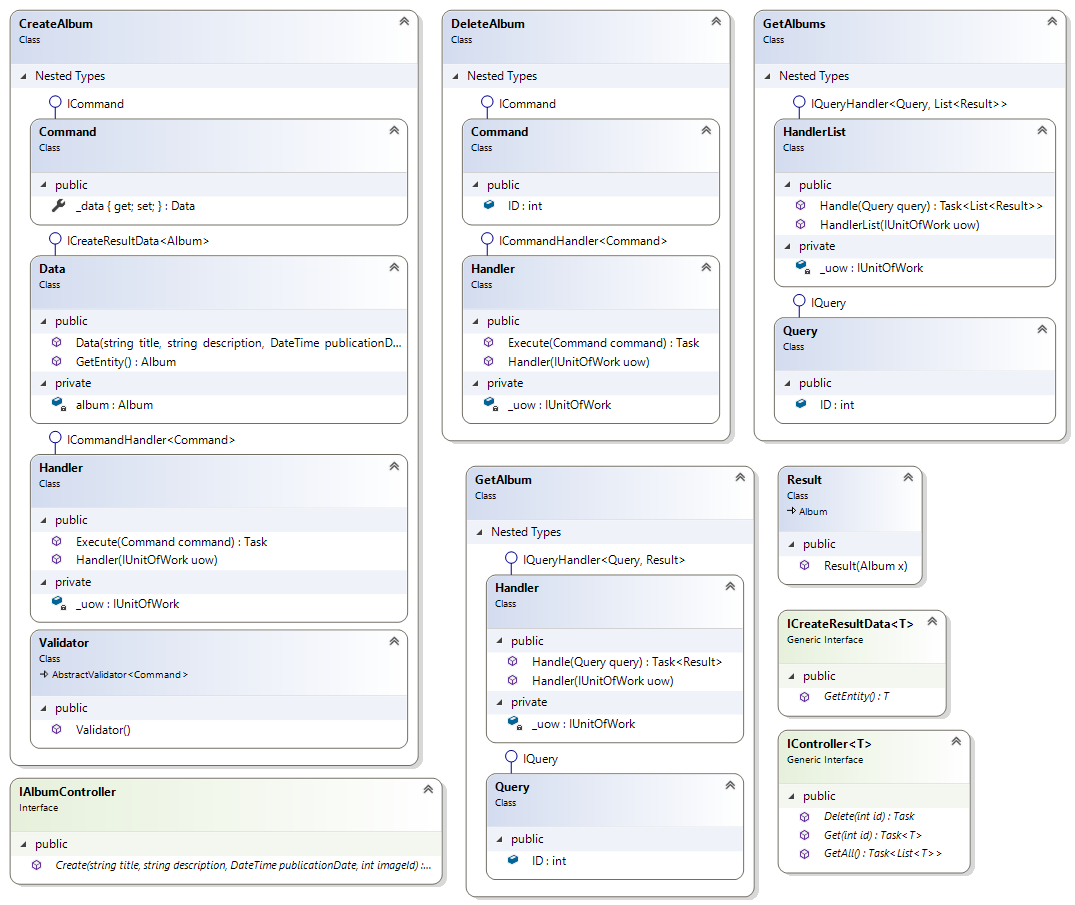 CreateAlbum
Class
Nested Types
ICommand
Command
Class
public
_data { get; set; } : Data
ICreateResultData<Album>
Data
Class
public
Data(string title, string description, DateTime publicationD...
GetEntity() : Album
private
album : Album
ICommandHandler<Command>
Handler
Class
public
Execute(Command command) : Task
Handler(IUnitOfWork uow)
private
_uow : IUnitOfWork
Validator
Class
AbstractValidator<Command>
public
Validator()
IAlbumController
Interface
public
Create(string title, string description, DateTime publicationDate, int imageId) :...
DeleteAlbum
Class
Nested Types
ICommand
Command
Class
public
ID : int
ICommandHandler<Command>
Handler
Class
public
Execute(Command command) : Task
Handler(IUnitOfWork uow)
private
_uow : IUnitOfWork
GetAlbums
Class
Nested Types
IQueryHandler<Query, List<Result>>
HandlerList
Class
public
Handle(Query query) : Task<List<Result>>
HandlerList(IUnitOfWork uow)
private
_uow : IUnitOfWork
IQuery
Query
Class
public
ID : int
GetAlbum
Class
Nested Types
IQueryHandler<Query, Result>
Handler
Class
public
Handle(Query query) : Task<Result>
Handler(IUnitOfWork uow)
private
_uow : IUnitOfWork
IQuery
Query
Class
public
ID : int
Result
Class
Album
public
Result(Album x)
ICreateResultData<T>
Generic Interface
public
GetEntity() : T
IController<T>
Generic Interface
public
Delete(int id) : Task
Get(int id) : Task<T>
GetAll() : Task<List<T>>